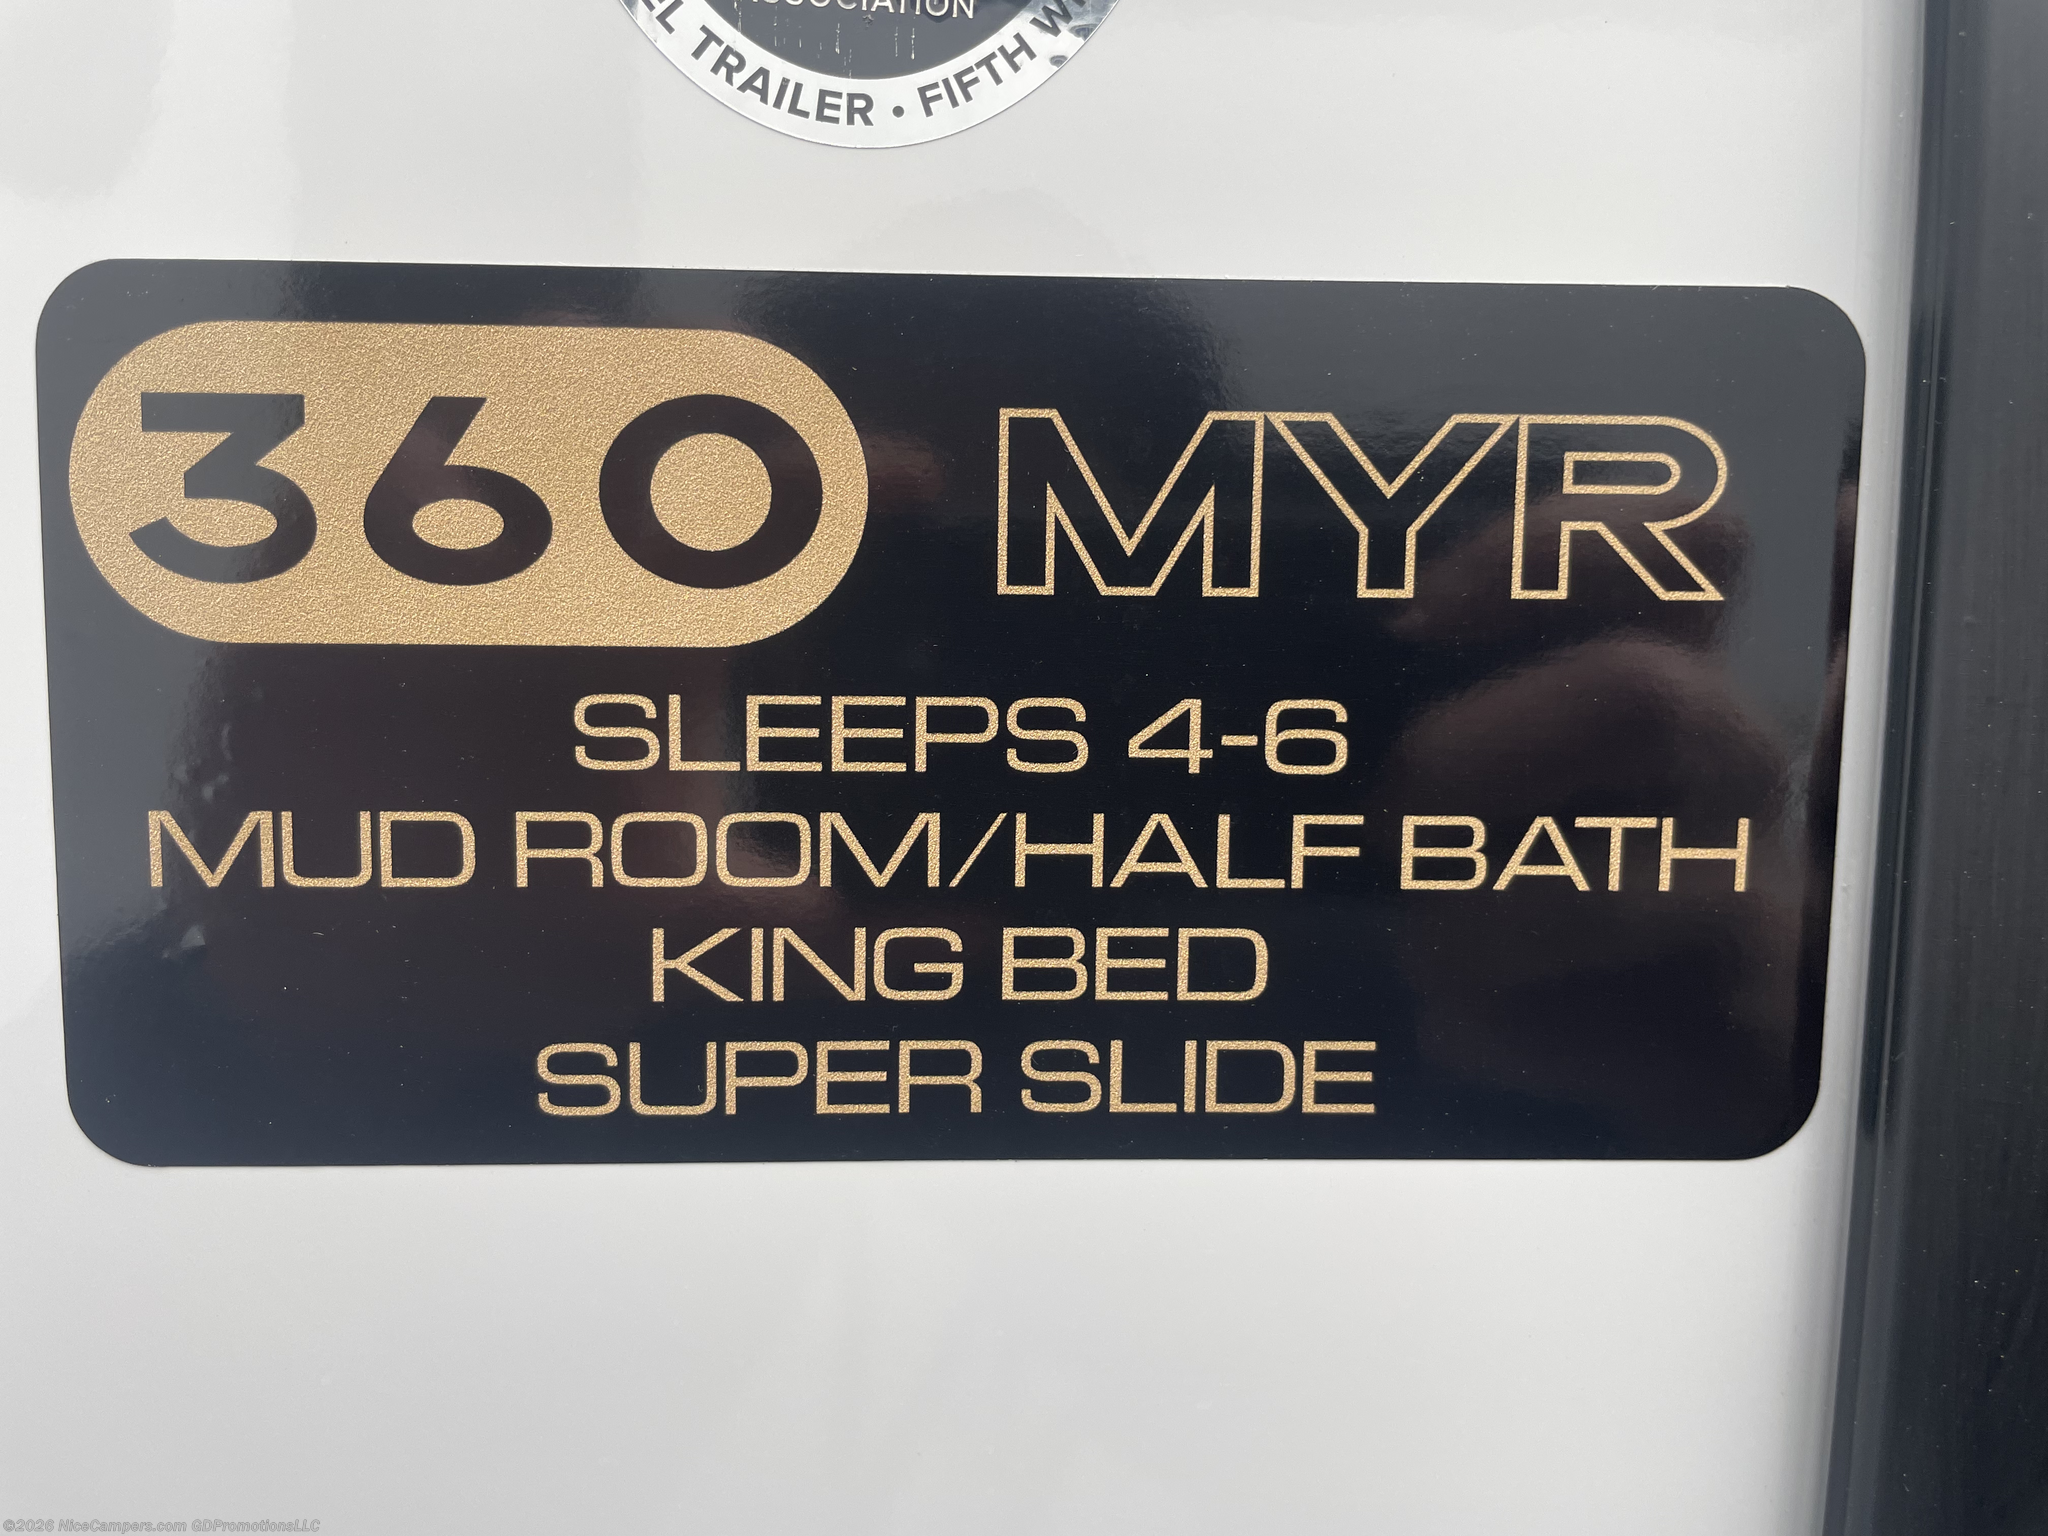 ASSOCIATION
TRAILER • FIFTH
360 MYR
SLEEPS 4-6
MUD ROOM/HALF BATH
KING BED
SUPER SLIDE
©2026 NiceCampers.com GDPromotionsLLC